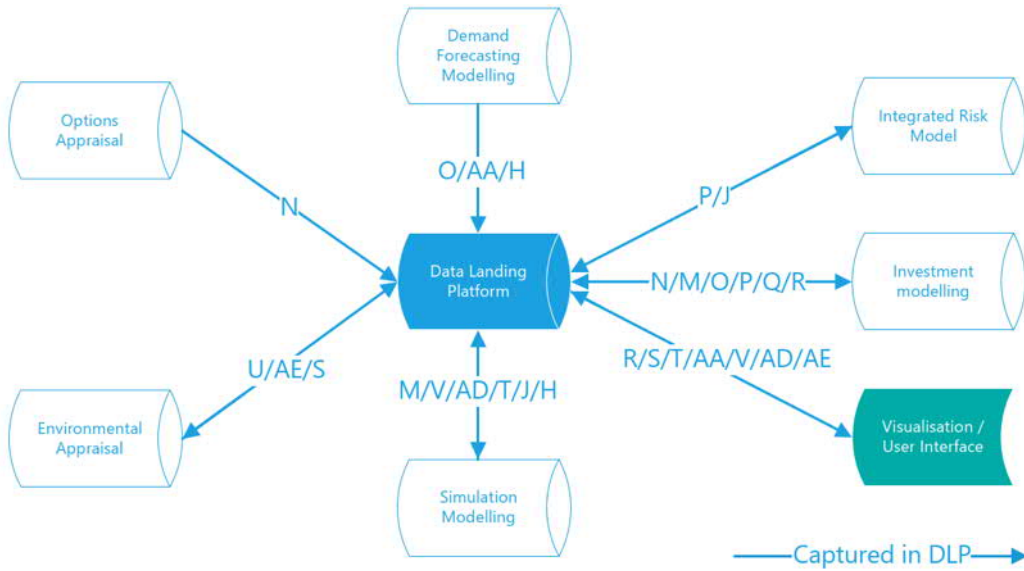 Demand
Forecasting
Modelling
Options
Appraisal
Integrated Risk
Model
O/AA/H
N
P/J
Data Landing
Platform
N/M/O/P/Q/R
Investment
modelling
U/AE/S
M/V/AD/T/J/H
R/S/T/AA/V/AD/AE
Environmental
Appraisal
Visualisation /
User Interface
Simulation
Modelling
Captured in DLP